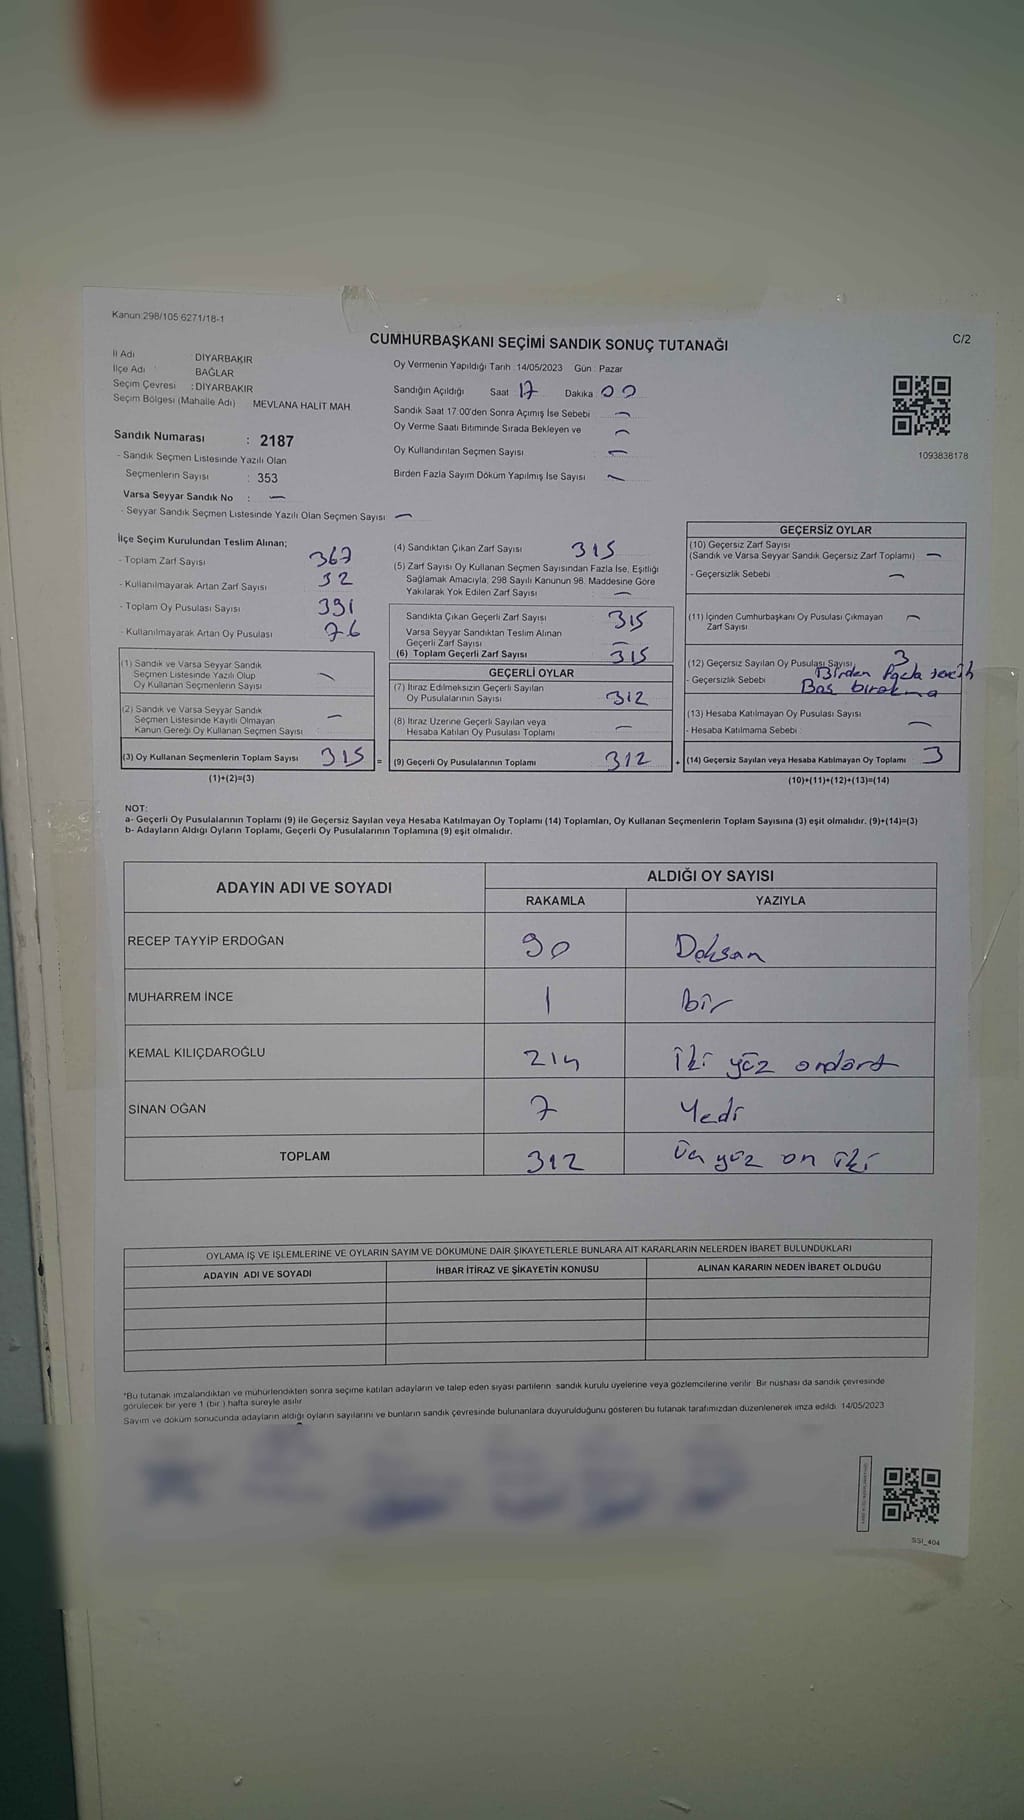 Kanun:298/105 6271/18-1
CUMHURBAŞKANI SEÇİMİ SANDIK SONUÇ TUTANAĞI
C/2
İl Adı DİYARBAKIR
İlçe Adı : BAĞLAR
Seçim Çevresi : DİYARBAKIR
Seçim Bölgesi (Mahalle Adı) MEVLANA HALİT MAH
Sandık Numarası : 2187
- Sandık Seçmen Listesinde Yazılı Olan
Seçmenlerin Sayısı : 353
Varsa Seyyar Sandık No : —
- Seyyar Sandık Seçmen Listesinde Yazılı Olan Seçmen Sayısı —
Oy Vermenin Yapıldığı Tarih : 14/05/2023 Gün : Pazar
Sandığın Açıldığı Saat 17 Dakika 00
Sandık Saat 17.00'den Sonra Açımış İse Sebebi —
Oy Verme Saati Bitiminde Sırada Bekleyen ve —
Oy Kullandırılan Seçmen Sayısı —
Birden Fazla Sayım Döküm Yapılmış İse Sayısı —
1093838178
İlçe Seçim Kurulundan Teslim Alınan;
- Toplam Zarf Sayısı 367
- Kullanılmayarak Artan Zarf Sayısı 52
- Toplam Oy Pusulası Sayısı 391
- Kullanılmayarak Artan Oy Pusulası 76
(1) Sandık ve Varsa Seyyar Sandık
Seçmen Listesinde Yazılı Olup
Oy Kullanan Seçmenlerin Sayısı —
(2) Sandık ve Varsa Seyyar Sandık
Seçmen Listesinde Kayıtlı Olmayan
Kanun Gereği Oy Kullanan Seçmen Sayısı —
(3) Oy Kullanan Seçmenlerin Toplam Sayısı 315 =
(1)+(2)=(3)
(4) Sandıktan Çıkan Zarf Sayısı 315
(5) Zarf Sayısı Oy Kullanan Seçmen Sayısından Fazla İse, Eşitliği
Sağlamak Amacıyla, 298 Sayılı Kanunun 98. Maddesine Göre
Yakılarak Yok Edilen Zarf Sayısı —
Sandıkta Çıkan Geçerli Zarf Sayısı 315
Varsa Seyyar Sandıktan Teslim Alınan
Geçerli Zarf Sayısı —
(6) Toplam Geçerli Zarf Sayısı 315
GEÇERLİ OYLAR
(7) İtiraz Edilmeksizin Geçerli Sayılan
Oy Pusulalarının Sayısı 312
(8) İtiraz Üzerine Geçerli Sayılan veya
Hesaba Katılan Oy Pusulası Toplamı —
(9) Geçerli Oy Pusulalarının Toplamı 312 +
GEÇERSİZ OYLAR
(10) Geçersiz Zarf Sayısı
(Sandık ve Varsa Seyyar Sandık Geçersiz Zarf Toplamı) —
- Geçersizlik Sebebi —
(11) İçinden Cumhurbaşkanı Oy Pusulası Çıkmayan —
Zarf Sayısı
(12) Geçersiz Sayılan Oy Pusulası Sayısı 3
- Geçersizlik Sebebi Birden Fazla tercih
Boş bırakma
(13) Hesaba Katılmayan Oy Pusulası Sayısı —
- Hesaba Katılmama Sebebi :
(14) Geçersiz Sayılan veya Hesaba Katılmayan Oy Toplamı 3
(10)+(11)+(12)+(13)=(14)
NOT:
a- Geçerli Oy Pusulalarının Toplamı (9) ile Geçersiz Sayılan veya Hesaba Katılmayan Oy Toplamı (14) Toplamları, Oy Kullanan Seçmenlerin Toplam Sayısına (3) eşit olmalıdır. (9)+(14)=(3)
b- Adayların Aldığı Oyların Toplamı, Geçerli Oy Pusulalarının Toplamına (9) eşit olmalıdır.
ADAYIN ADI VE SOYADI
ALDIĞI OY SAYISI
RAKAMLA YAZIYLA
RECEP TAYYİP ERDOĞAN 90 Doksan
MUHARREM İNCE 1 bir
KEMAL KILIÇDAROĞLU 214 iki yüz ondört
SİNAN OĞAN 7 Yedi
TOPLAM 312 üç yüz on iki
OYLAMA İŞ VE İŞLEMLERİNE VE OYLARIN SAYIM VE DÖKÜMÜNE DAİR ŞİKAYETLERLE BUNLARA AİT KARARLARIN NELERDEN İBARET BULUNDUKLARI
ADAYIN ADI VE SOYADI İHBAR İTİRAZ VE ŞİKAYETİN KONUSU ALINAN KARARIN NEDEN İBARET OLDUĞU
*Bu tutanak imzalandıktan ve mühürlendikten sonra seçime katılan adayların ve talep eden siyasi partilerin sandık kurulu üyelerine veya gözlemcilerine verilir. Bir nüshası da sandık çevresinde
görülecek bir yere 1 (bir ) hafta süreyle asılır.
Sayım ve döküm sonucunda adayların aldığı oyların sayılarını ve bunların sandık çevresinde bulunanlara duyurulduğunu gösteren bu tutanak tarafımızdan düzenlenerek imza edildi. 14/05/2023
SSI_404